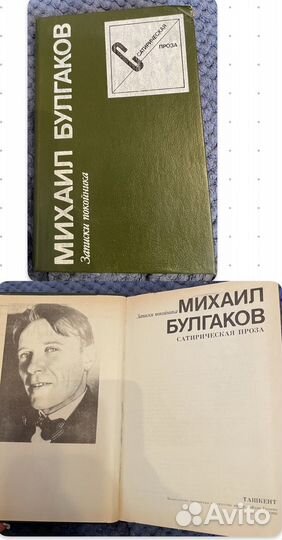 МИХАИЛ БУЛГАКОВ
Записки покойника
САТИРИЧЕСКАЯ
ПРОЗА
Записки покойника
МИХАИЛ
БУЛГАКОВ
САТИРИЧЕСКАЯ ПРОЗА
ТАШКЕНТ
Avito